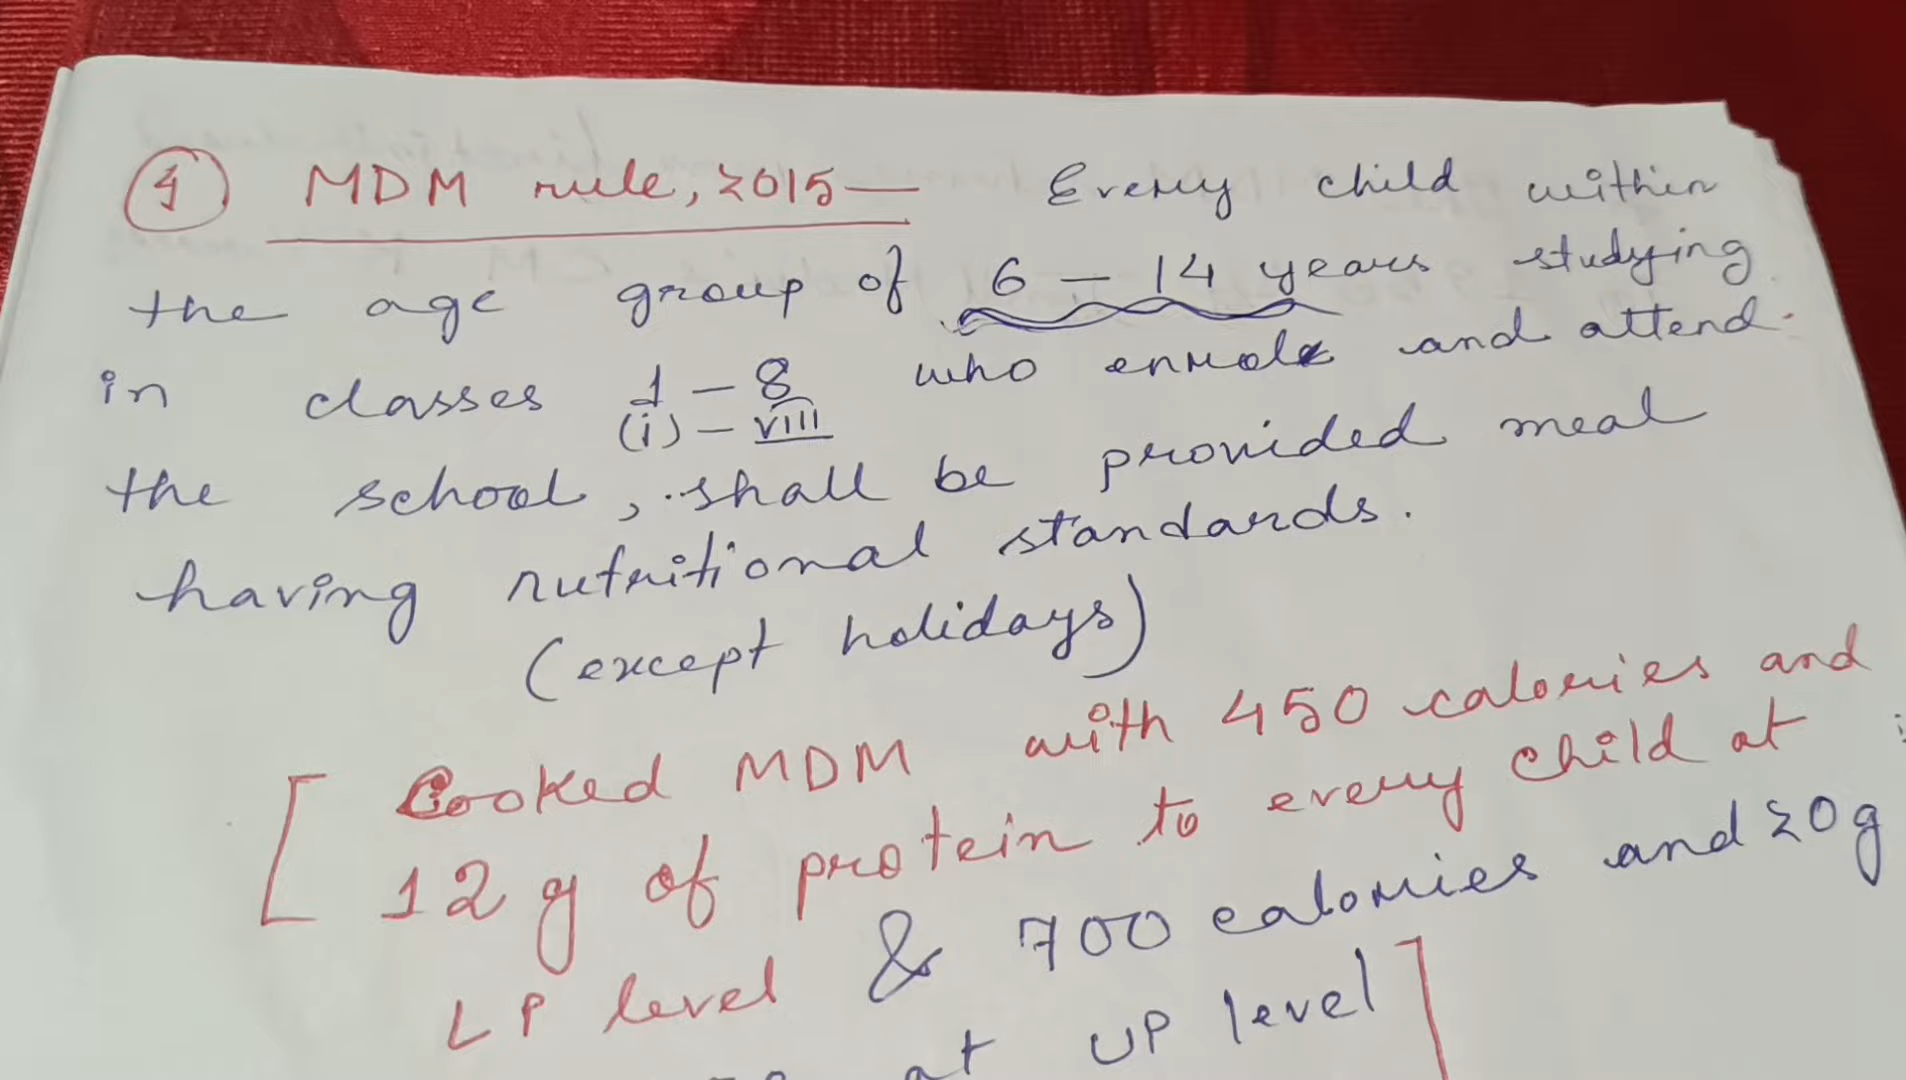 ④ MDM rule, 2015— Every child within
the age group of 6 – 14 years studying
in classes 1 – 8 who enrole and attend
(i) – viii
the school, shall be provided meal
having nutritional standards.
(except holidays)
[ Cooked MDM with 450 calories and
12 g of protein to every child at
LP level & 700 calories and 20g
at UP level ]